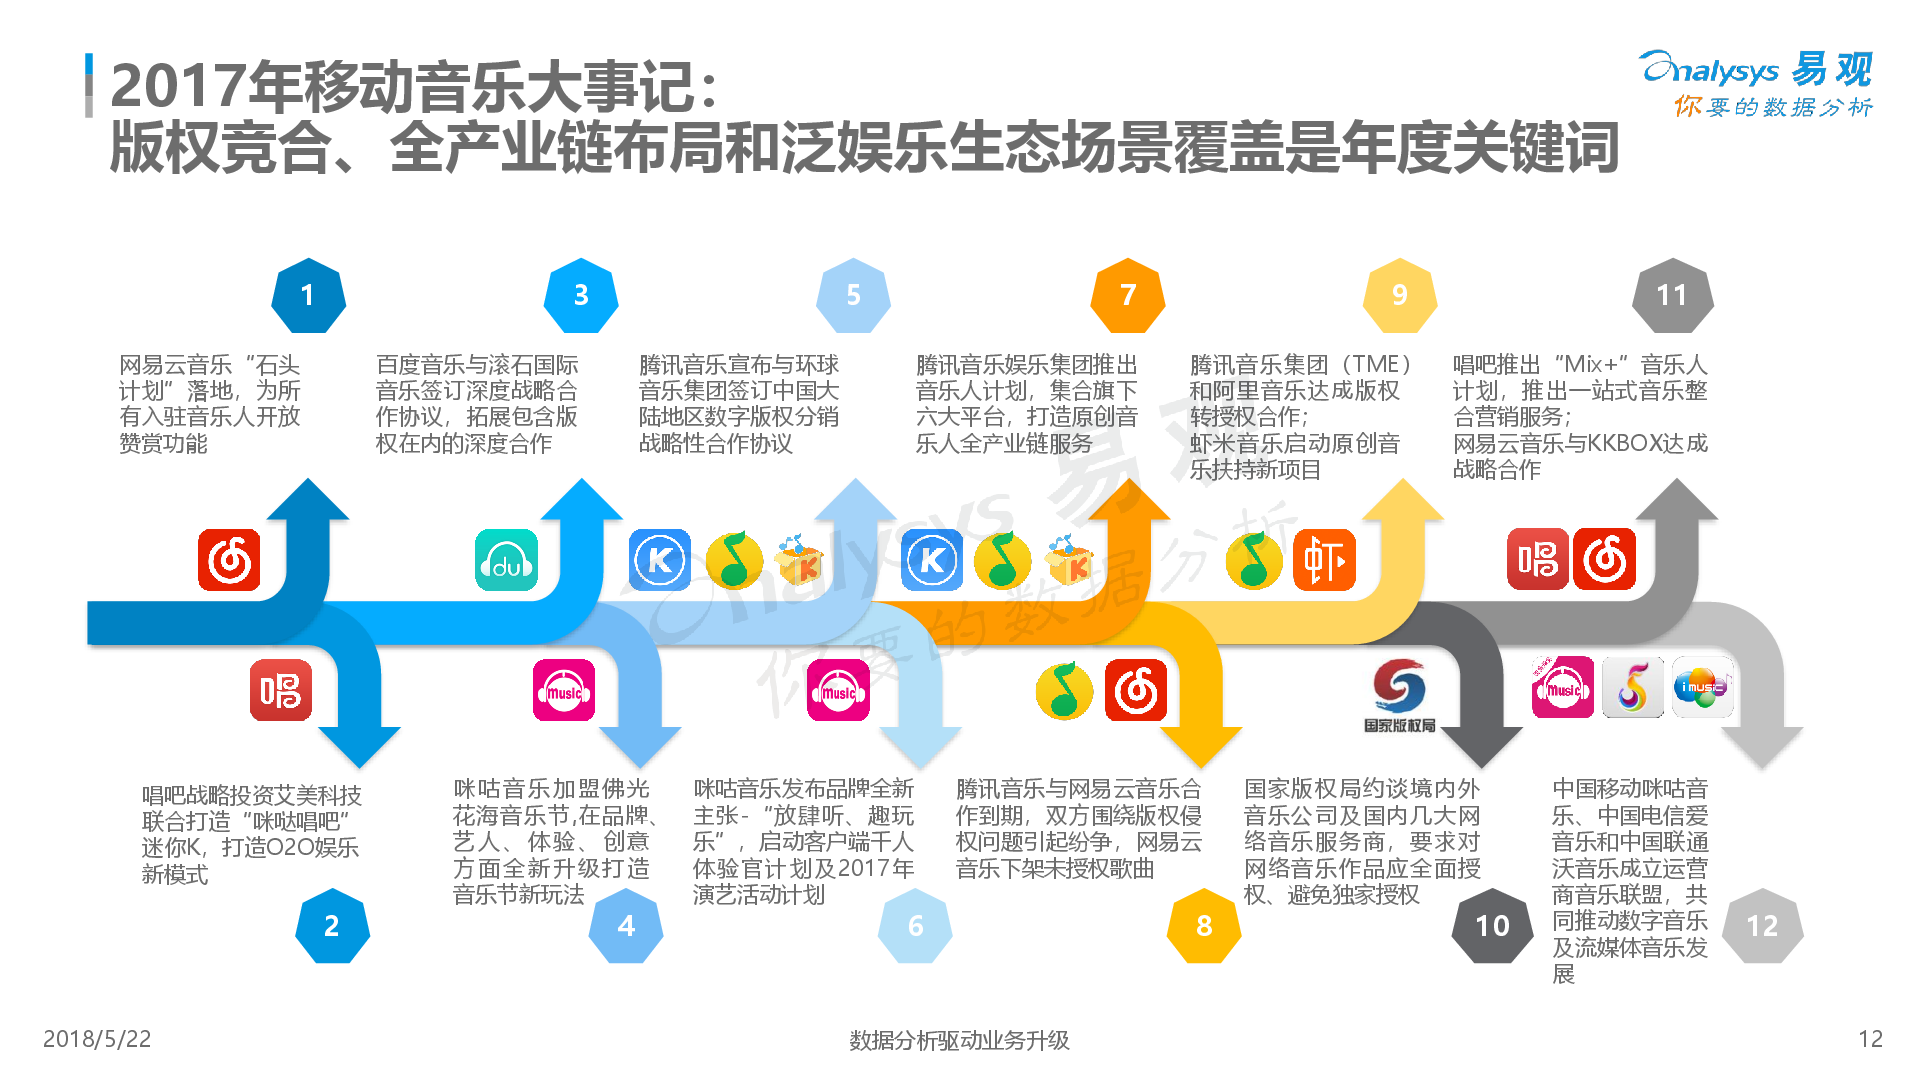 2017年移动音乐大事记：
版权竞合、全产业链布局和泛娱乐生态场景覆盖是年度关键词
analysys 易观
你要的数据分析
1
网易云音乐“石头
计划”落地，为所
有入驻音乐人开放
赞赏功能
3
百度音乐与滚石国际
音乐签订深度战略合
作协议，拓展包含版
权在内的深度合作
5
腾讯音乐宣布与环球
音乐集团签订中国大
陆地区数字版权分销
战略性合作协议
7
腾讯音乐娱乐集团推出
音乐人计划，集合旗下
六大平台，打造原创音
乐人全产业链服务
9
腾讯音乐集团（TME）
和阿里音乐达成版权
转授权合作；
虾米音乐启动原创音
乐扶持新项目
11
唱吧推出“Mix+”音乐人
计划，推出一站式音乐整
合营销服务；
网易云音乐与KKBOX达成
战略合作
du
K
K
K
K
虾
唱
analysys 易观
你要的数据分析
唱
music
music
国家版权局
music
i music
唱吧战略投资艾美科技
联合打造“咪哒唱吧”
迷你K，打造O2O娱乐
新模式
2
咪咕音乐加盟佛光
花海音乐节,在品牌、
艺人、体验、创意
方面全新升级打造
音乐节新玩法
4
咪咕音乐发布品牌全新
主张-“放肆听、趣玩
乐”，启动客户端千人
体验官计划及2017年
演艺活动计划
6
腾讯音乐与网易云音乐合
作到期，双方围绕版权侵
权问题引起纷争，网易云
音乐下架未授权歌曲
8
国家版权局约谈境内外
音乐公司及国内几大网
络音乐服务商，要求对
网络音乐作品应全面授
权、避免独家授权
10
中国移动咪咕音
乐、中国电信爱
音乐和中国联通
沃音乐成立运营
商音乐联盟，共
同推动数字音乐
及流媒体音乐发
展
12
2018/5/22
数据分析驱动业务升级
12